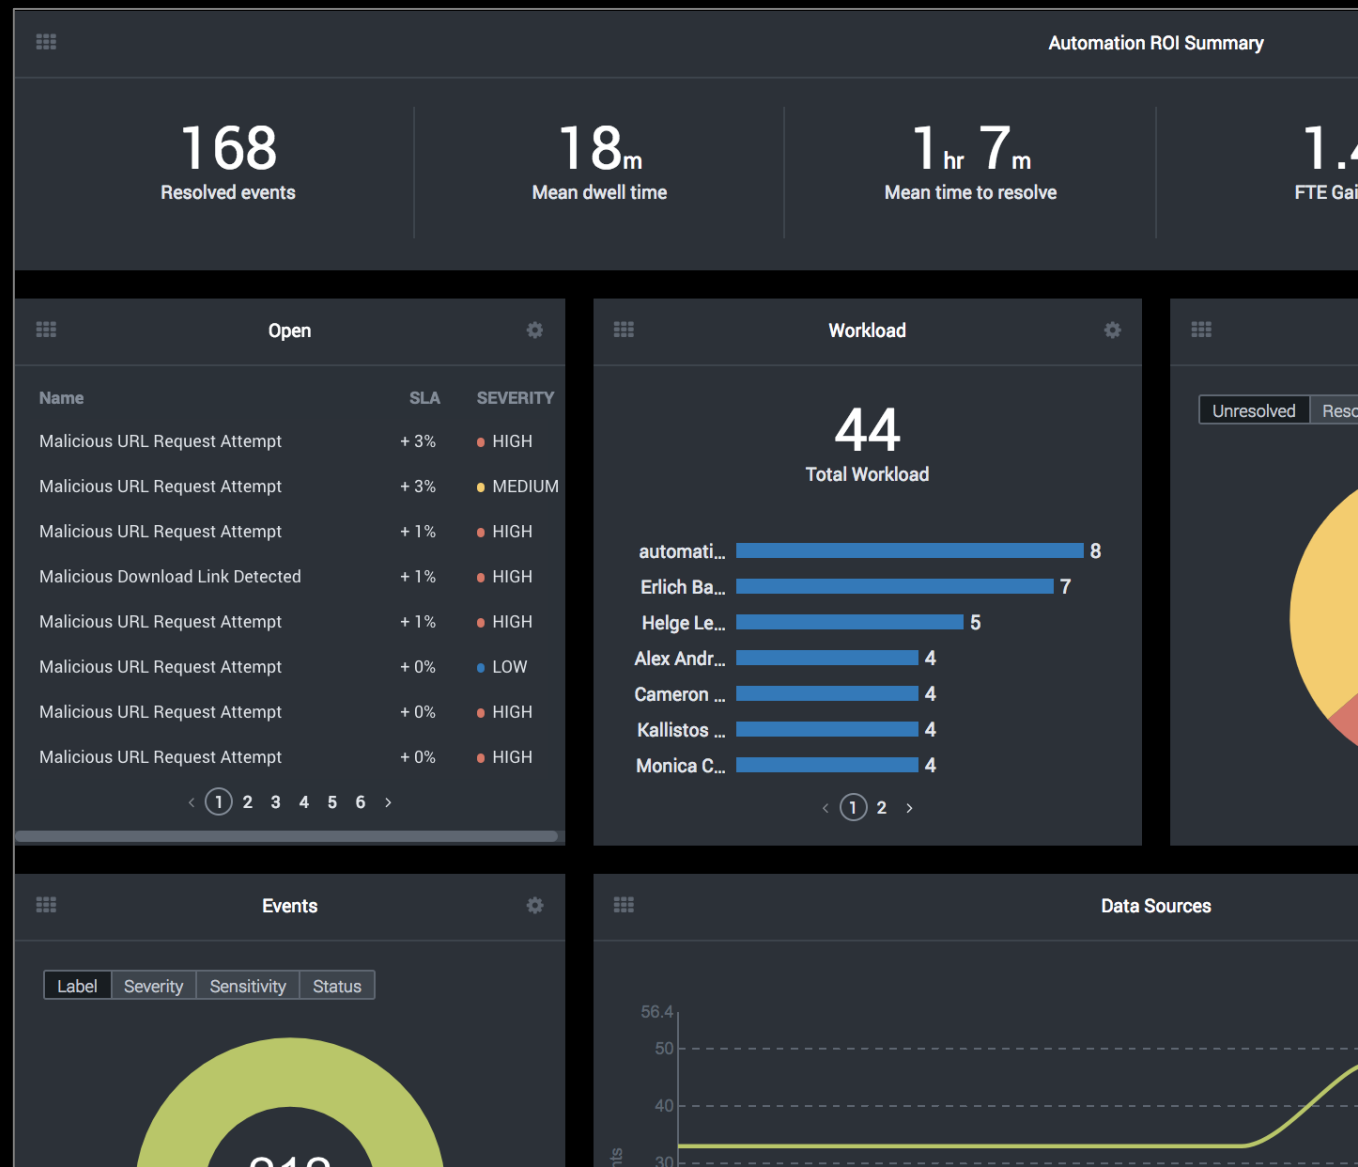 Automation ROI Summary
168
Resolved events
18m
Mean dwell time
1hr 7m
Mean time to resolve
FTE
Open
Name SLA SEVERITY
Malicious URL Request Attempt + 3% HIGH
Malicious URL Request Attempt + 3% MEDIUM
Malicious URL Request Attempt + 1% HIGH
Malicious Download Link Detected + 1% HIGH
Malicious URL Request Attempt + 1% HIGH
Malicious URL Request Attempt + 0% LOW
Malicious URL Request Attempt + 0% HIGH
Malicious URL Request Attempt + 0% HIGH
‹ 1 2 3 4 5 6 ›
Workload
44
Total Workload
automati... 8
Erlich Ba... 7
Helge Le... 5
Alex Andr... 4
Cameron ... 4
Kallistos ... 4
Monica C... 4
‹ 1 2 ›
Unresolved
Events
Label Severity Sensitivity Status
Data Sources
56.4
50
40
30